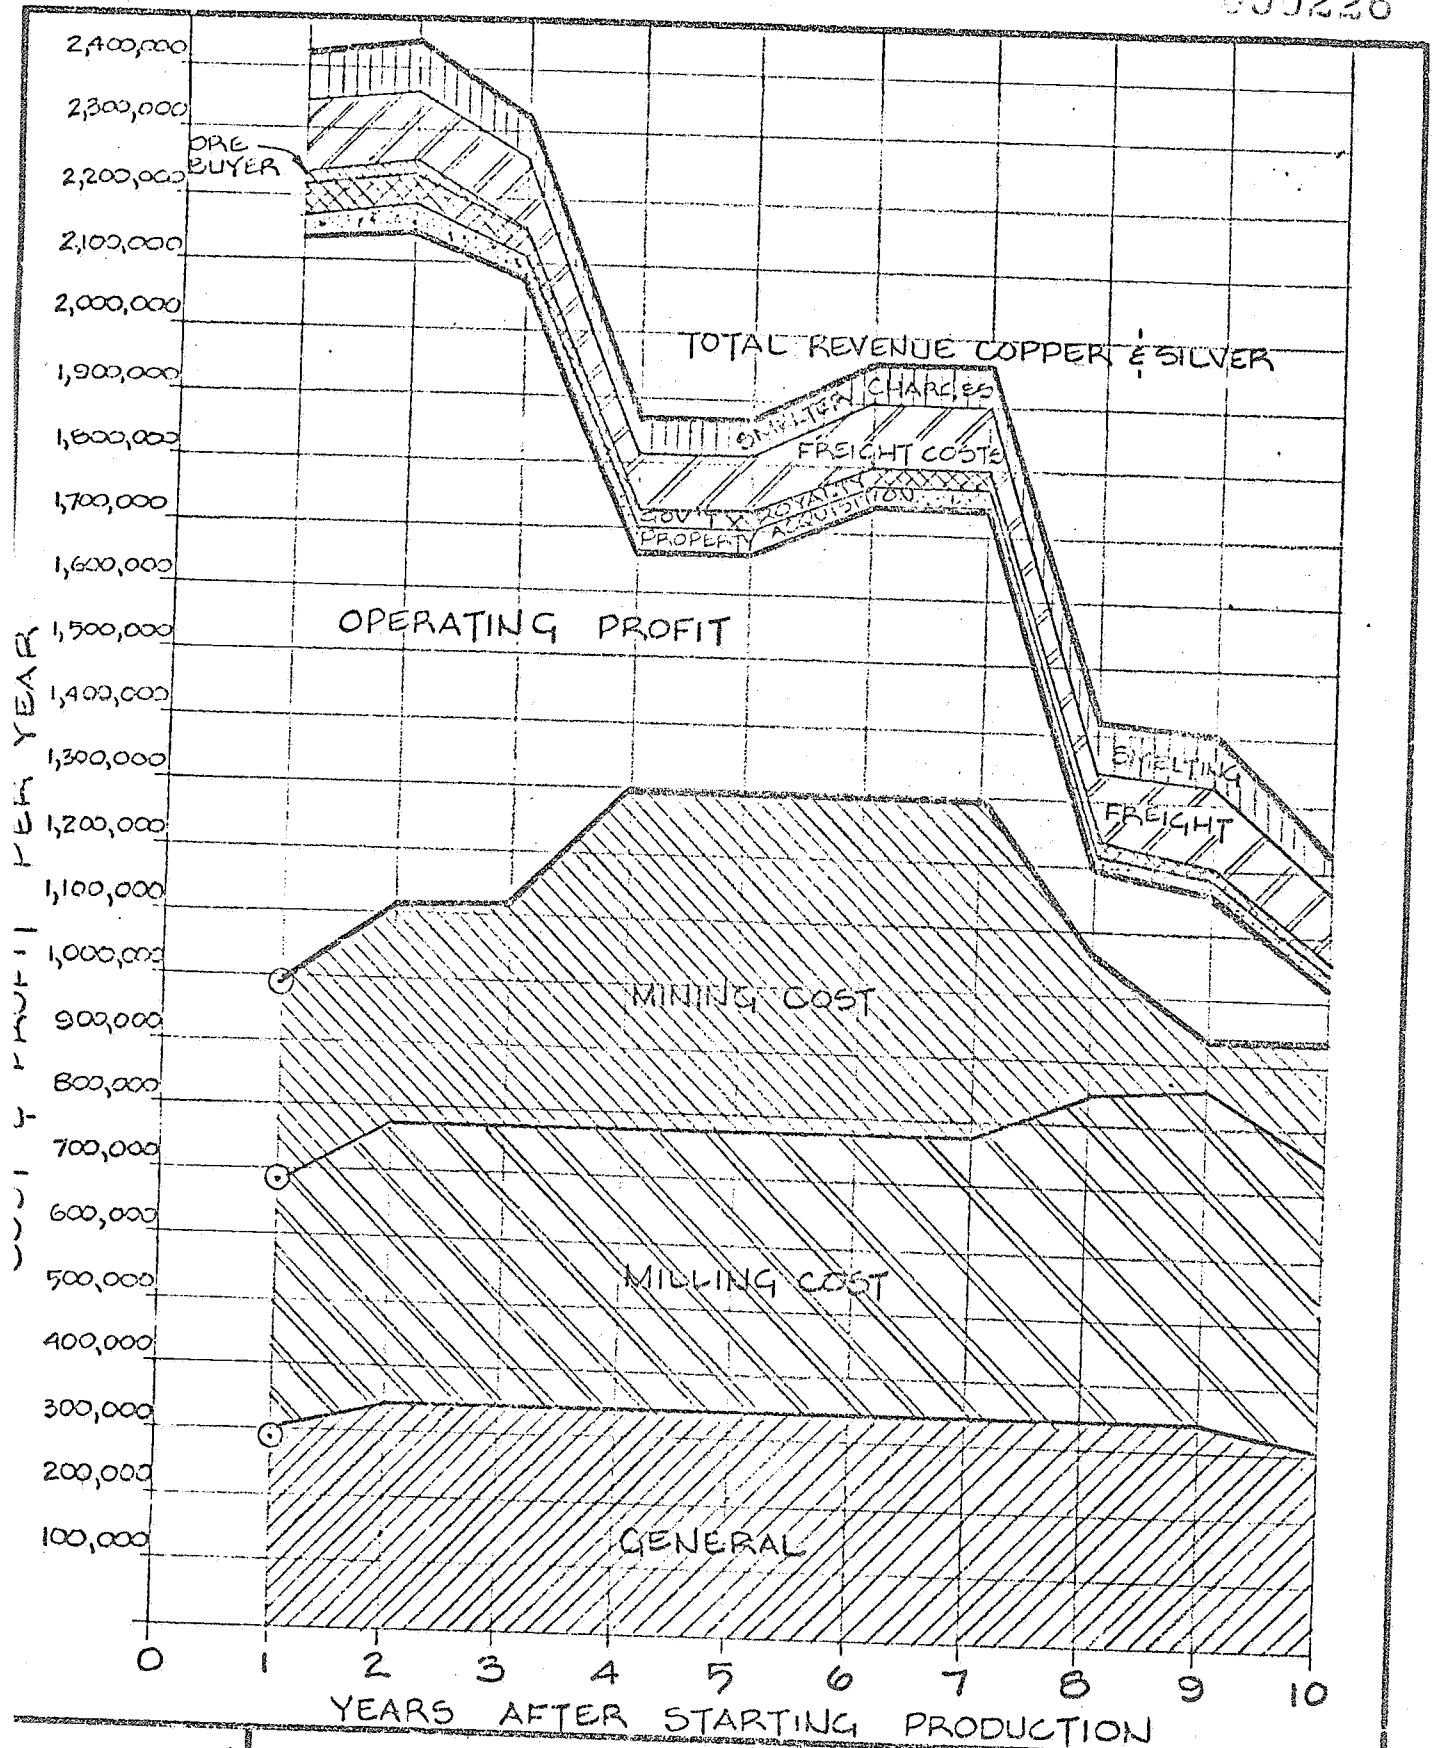 2,400,000
2,300,000
ORE
BUYER
2,200,000
2,100,000
2,000,000
TOTAL REVENUE COPPER & SILVER
1,900,000
SMELTER CHARGES
1,800,000
FREIGHT COSTS
1,700,000
GOV'T ROYALTY
PROPERTY ACQUISITION
1,600,000
OPERATING PROFIT
1,500,000
1,400,000
1,300,000
SMELTING
FREIGHT
1,200,000
1,100,000
1,000,000
MINING COST
900,000
800,000
700,000
600,000
MILLING COST
500,000
400,000
300,000
200,000
GENERAL
100,000
PER YEAR
0 1 2 3 4 5 6 7 8 9 10
YEARS AFTER STARTING PRODUCTION